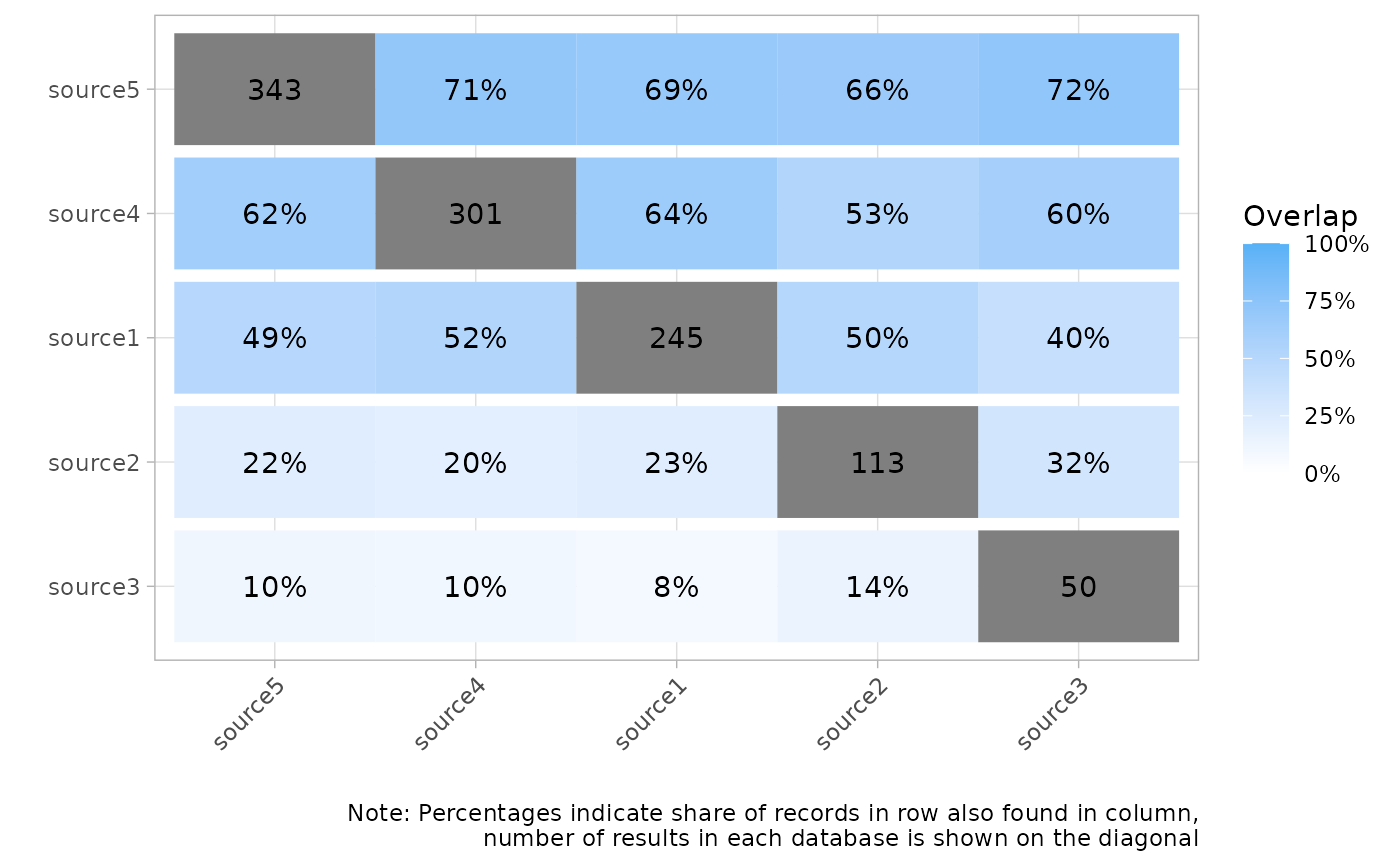 source5 343 71% 69% 66% 72%
source4 62% 301 64% 53% 60%
source1 49% 52% 245 50% 40%
source2 22% 20% 23% 113 32%
source3 10% 10% 8% 14% 50
source5 source4 source1 source2 source3
Overlap
100%
75%
50%
25%
0%
Note: Percentages indicate share of records in row also found in column,
number of results in each database is shown on the diagonal